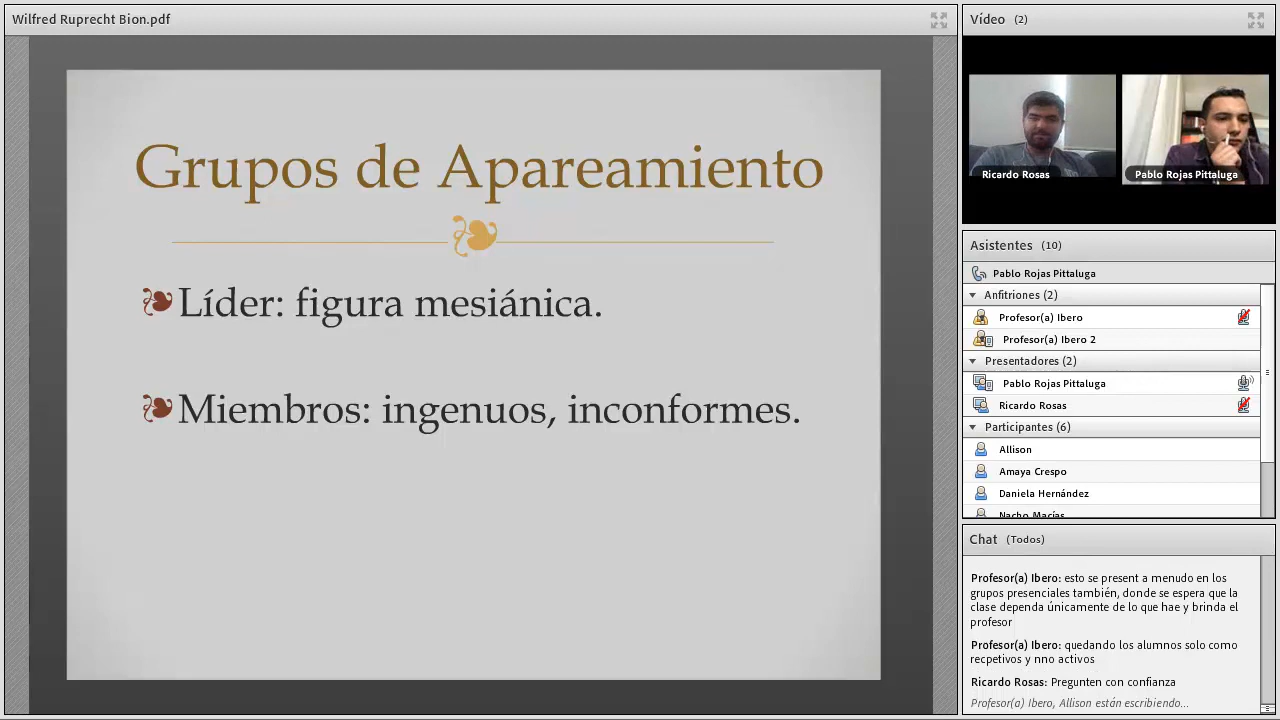 Wilfred Ruprecht Bion.pdf
Grupos de Apareamiento
Líder: figura mesiánica.
Miembros: ingenuos, inconformes.
Vídeo (2)
Ricardo Rosas
Pablo Rojas Pittaluga
Asistentes (10)
Pablo Rojas Pittaluga
Anfitriones (2)
Profesor(a) Ibero
Profesor(a) Ibero 2
Presentadores (2)
Pablo Rojas Pittaluga
Ricardo Rosas
Participantes (6)
Allison
Amaya Crespo
Daniela Hernández
Nacho Macías
Chat (Todos)
Profesor(a) Ibero: esto se present a menudo en los
grupos presenciales también, donde se espera que la
clase dependa únicamente de lo que hae y brinda el
profesor
Profesor(a) Ibero: quedando los alumnos solo como
recpetivos y nno activos
Ricardo Rosas: Pregunten con confianza
Profesor(a) Ibero, Allison están escribiendo...